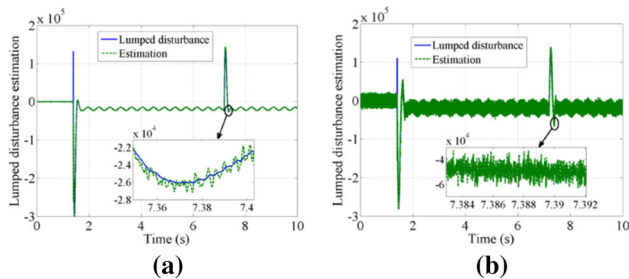 x 10^5
Lumped disturbance estimation
2
1
0
-1
-2
-3
Lumped disturbance
Estimation
x 10^4
-2.2
-2.4
-2.6
-2.8
7.36
7.38
7.4
0
2
4
6
8
10
Time (s)
(a)
x 10^5
Lumped disturbance estimation
2
1
0
-1
-2
-3
Lumped disturbance
Estimation
x 10^4
-4
-6
7.384
7.386
7.388
7.39
7.392
0
2
4
6
8
10
Time (s)
(b)